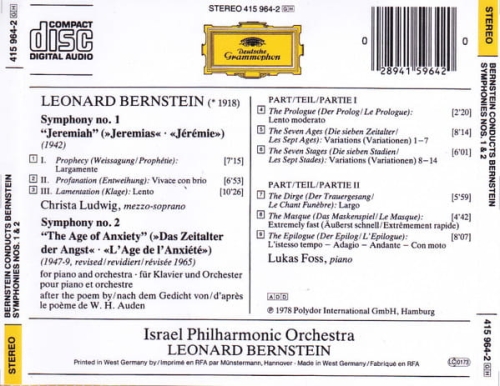 STEREO 415 964-2 GH
COMPACT
disc
DIGITAL AUDIO
Deutsche
Grammophon
0 28941 59642 0
LEONARD BERNSTEIN (* 1918)
Symphony no. 1
“Jeremiah” (»Jeremias« · «Jérémie»)
(1942)
1 I. Prophecy (Weissagung/Prophétie): [7'15]
Largamente
2 II. Profanation (Entweihung): Vivace con brio [6'53]
3 III. Lamentation (Klage): Lento [10'26]
Christa Ludwig, mezzo-soprano
Symphony no. 2
“The Age of Anxiety” (»Das Zeitalter
der Angst« · «L'Age de l'Anxiété»)
(1947-9, revised/revidiert/révisée 1965)
for piano and orchestra · für Klavier und Orchester
pour piano et orchestre
after the poem by/nach dem Gedicht von/d'après
le poème de W. H. Auden
PART/TEIL/PARTIE I
4 The Prologue (Der Prolog/Le Prologue): [2'20]
Lento moderato
5 The Seven Ages (Die sieben Zeitalter/ [8'14]
Les Sept Ages): Variations (Variationen) 1–7
6 The Seven Stages (Die sieben Stadien/ [6'01]
Les Sept Stades): Variations (Variationen) 8–14
PART/TEIL/PARTIE II
7 The Dirge (Der Trauergesang/ [5'59]
Le Chant Funèbre): Largo
8 The Masque (Das Maskenspiel/Le Masque): [4'42]
Extremely fast (Äußerst schnell/Extrêmement rapide)
9 The Epilogue (Der Epilog/L'Epilogue): [8'07]
L'istesso tempo – Adagio – Andante – Con moto
Lukas Foss, piano
ADD
℗ 1978 Polydor International GmbH, Hamburg
Israel Philharmonic Orchestra
LEONARD BERNSTEIN
Printed in West Germany by/Imprimé en RFA par Münstermann, Hannover · Made in West Germany/Fabriqué en RFA
LC 0173
STEREO
BERNSTEIN CONDUCTS BERNSTEIN
SYMPHONIES NOS. 1 & 2
415 964-2 GH
BERNSTEIN CONDUCTS BERNSTEIN
SYMPHONIES NOS. 1 & 2
STEREO
415 964-2 GH